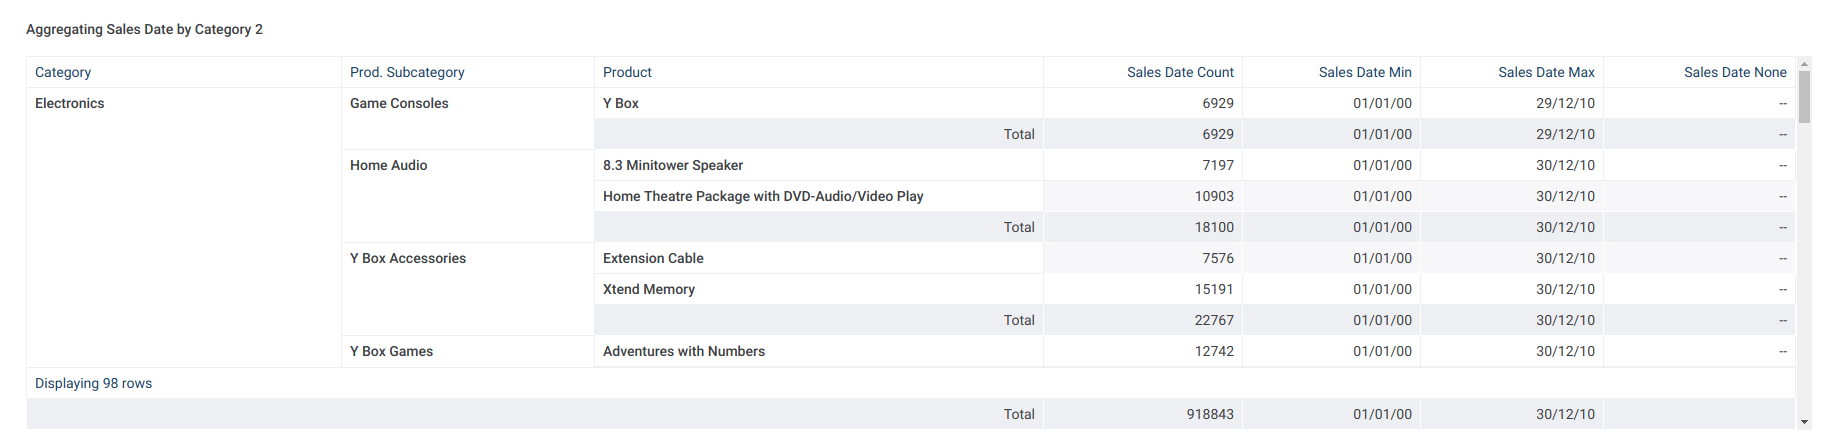 Aggregating Sales Date by Category 2
Category Prod. Subcategory Product Sales Date Count Sales Date Min Sales Date Max Sales Date None
Electronics Game Consoles Y Box 6929 01/01/00 29/12/10 --
Total 6929 01/01/00 29/12/10 --
Home Audio 8.3 Minitower Speaker 7197 01/01/00 30/12/10 --
Home Theatre Package with DVD-Audio/Video Play 10903 01/01/00 30/12/10 --
Total 18100 01/01/00 30/12/10 --
Y Box Accessories Extension Cable 7576 01/01/00 30/12/10 --
Xtend Memory 15191 01/01/00 30/12/10 --
Total 22767 01/01/00 30/12/10 --
Y Box Games Adventures with Numbers 12742 01/01/00 30/12/10 --
Displaying 98 rows
Total 918843 01/01/00 30/12/10